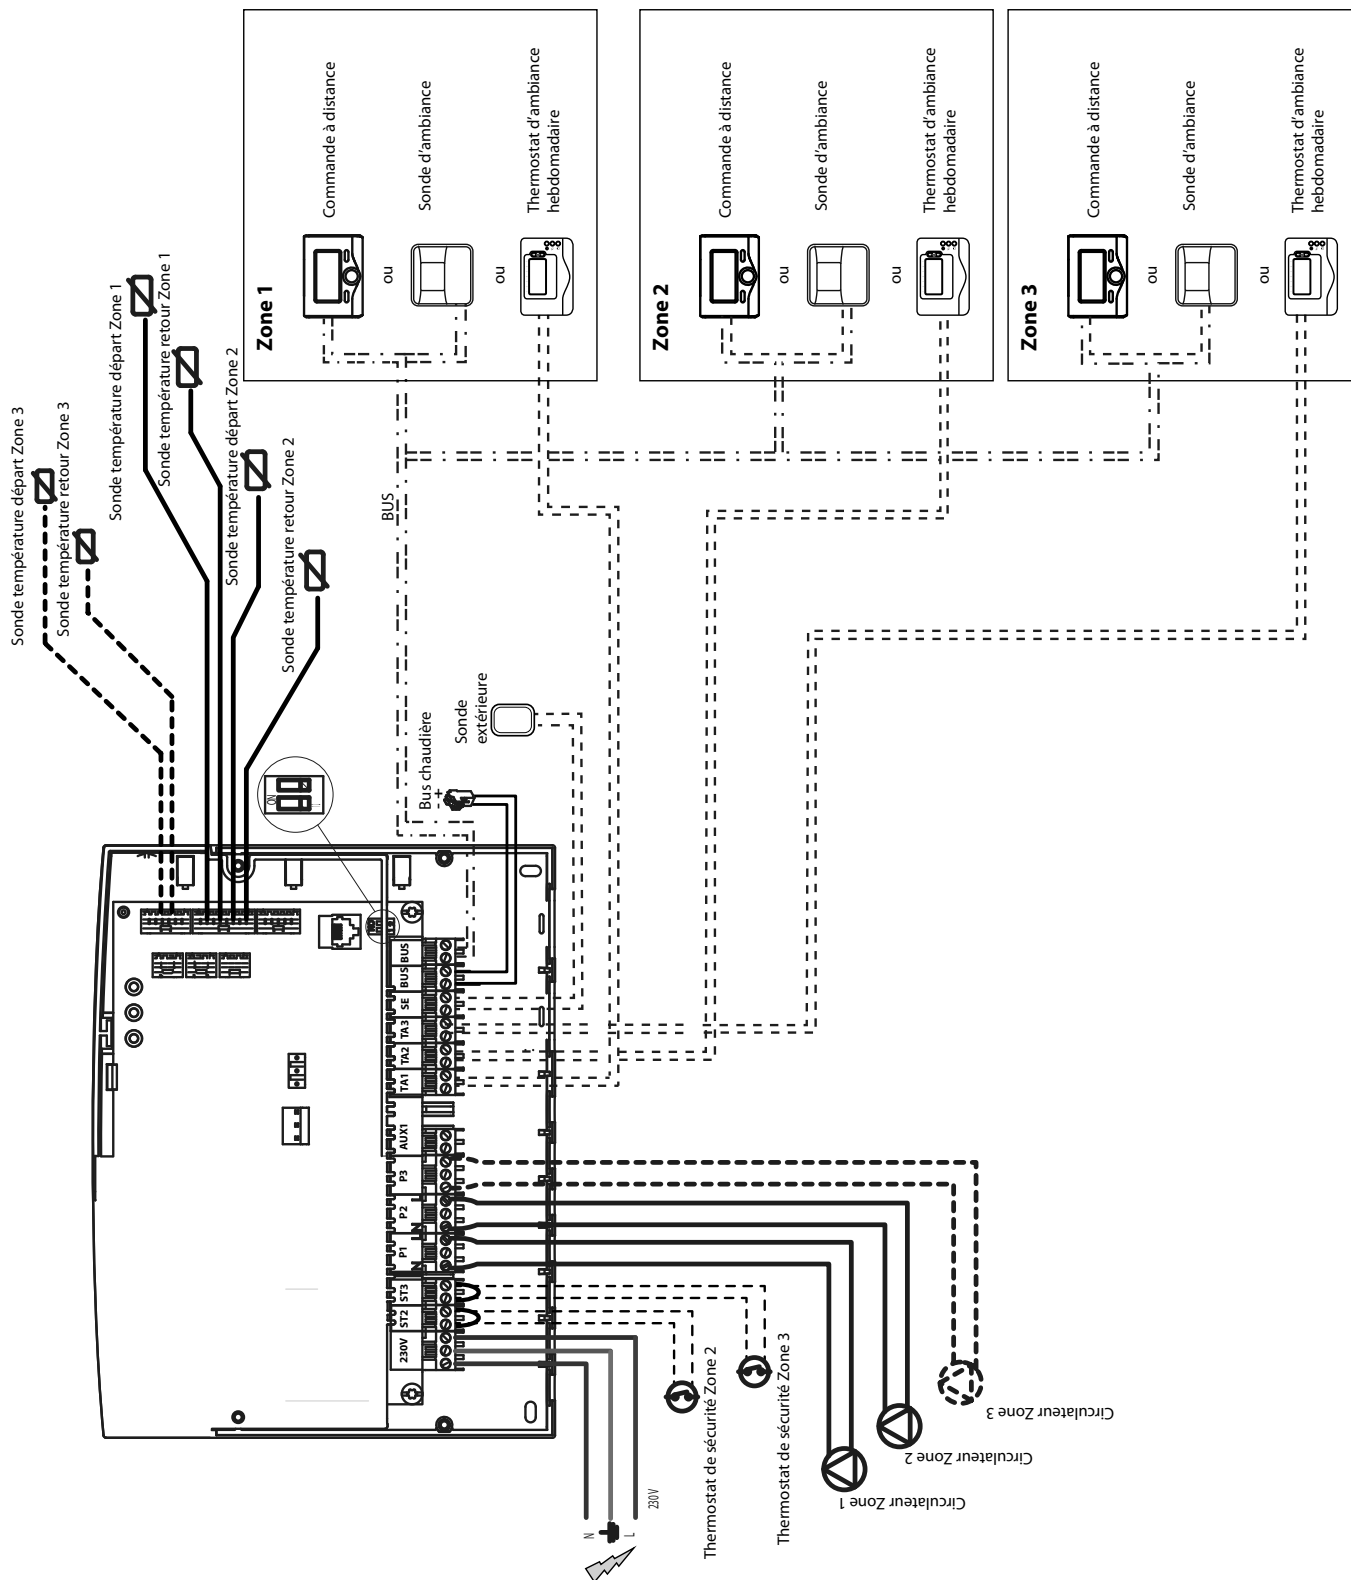 Zone 1
Commande à distance
ou
Sonde d'ambiance
ou
Thermostat d'ambiance
hebdomadaire
Zone 2
Commande à distance
ou
Sonde d'ambiance
ou
Thermostat d'ambiance
hebdomadaire
Zone 3
Commande à distance
ou
Sonde d'ambiance
ou
Thermostat d'ambiance
hebdomadaire
Sonde température départ Zone 3
Sonde température retour Zone 3
Sonde température départ Zone 1
Sonde température retour Zone 1
Sonde température départ Zone 2
Sonde température retour Zone 2
BUS
Sonde
extérieure
Bus chaudière
- +
ON
ON
230V
ST2
ST3
P1
P2
P3
AUX1
TA1
TA2
TA3
SE
BUS
BUS
N
L
N
L
N
L
230V
Thermostat de sécurité Zone 2
Thermostat de sécurité Zone 3
Circulateur Zone 1
Circulateur Zone 2
Circulateur Zone 3